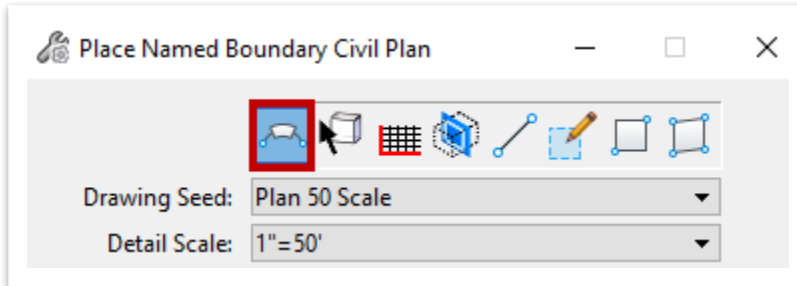 Place Named Boundary Civil Plan
Drawing Seed: Plan 50 Scale
Detail Scale: 1"=50'